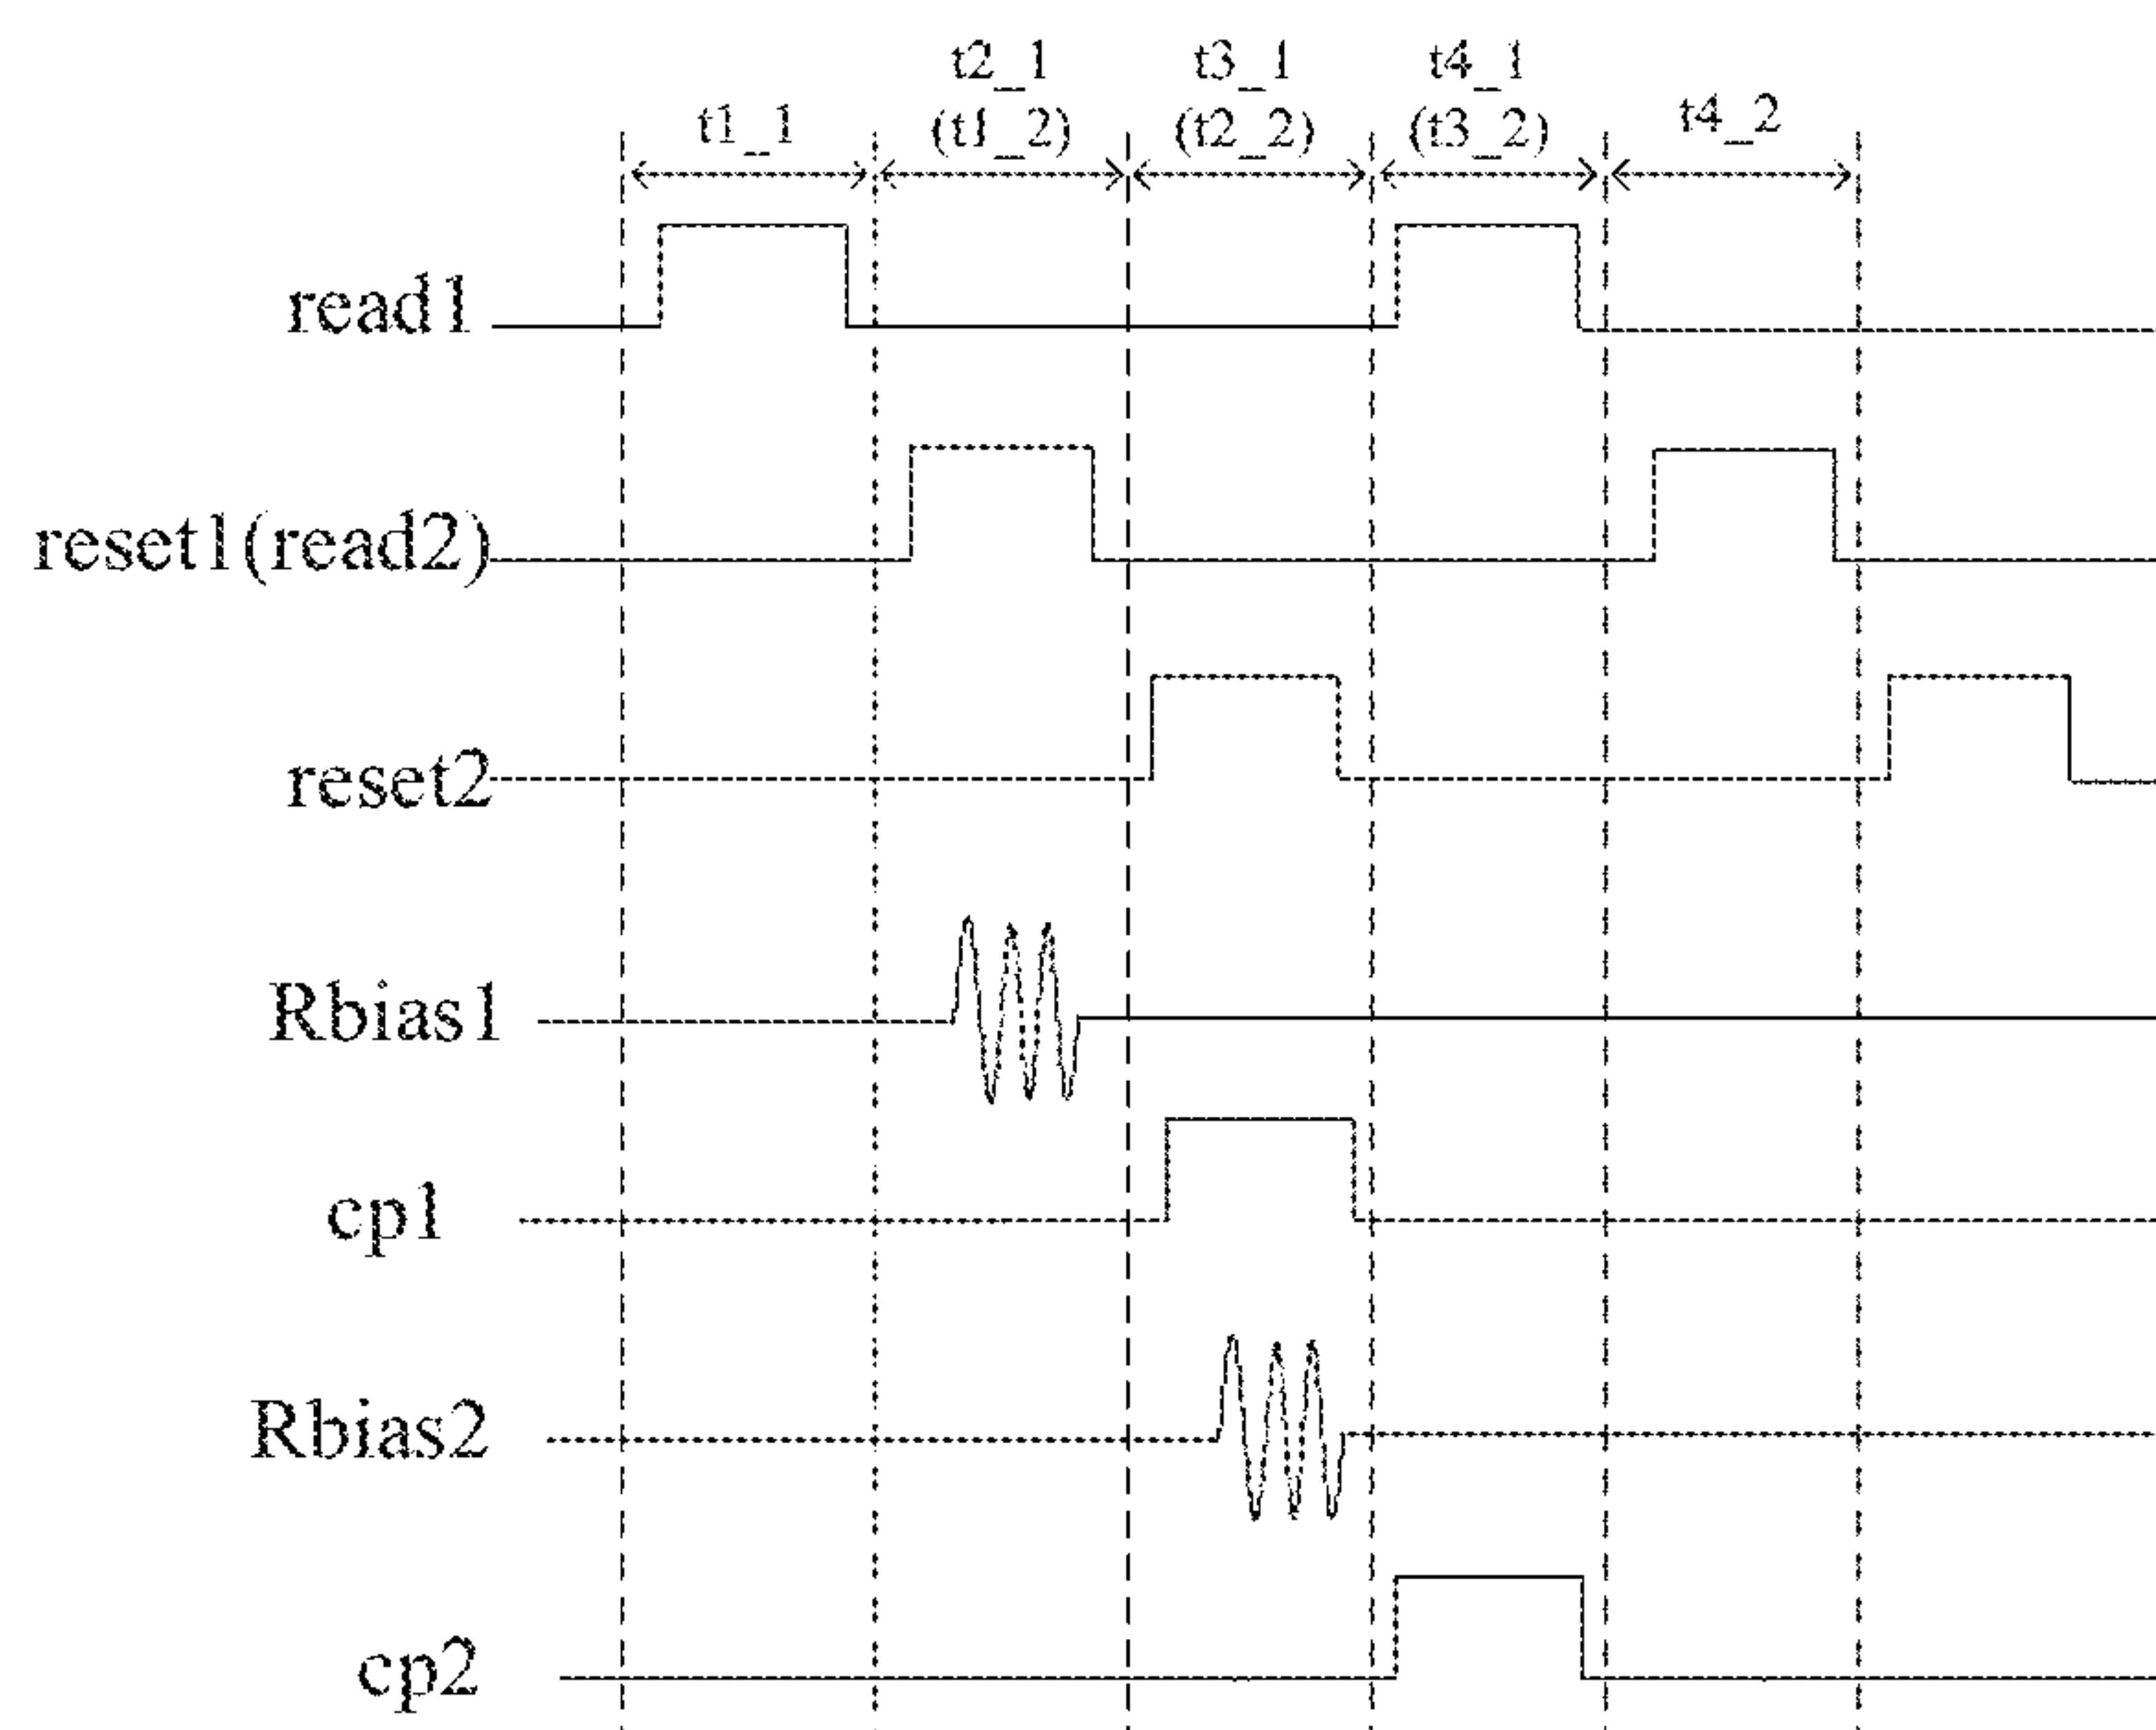 t2_1 t3_1 t4_1
t1_1 (t1_2) (t2_2) (t3_2) t4_2
read1
reset1(read2)
reset2
Rbias1
cp1
Rbias2
cp2